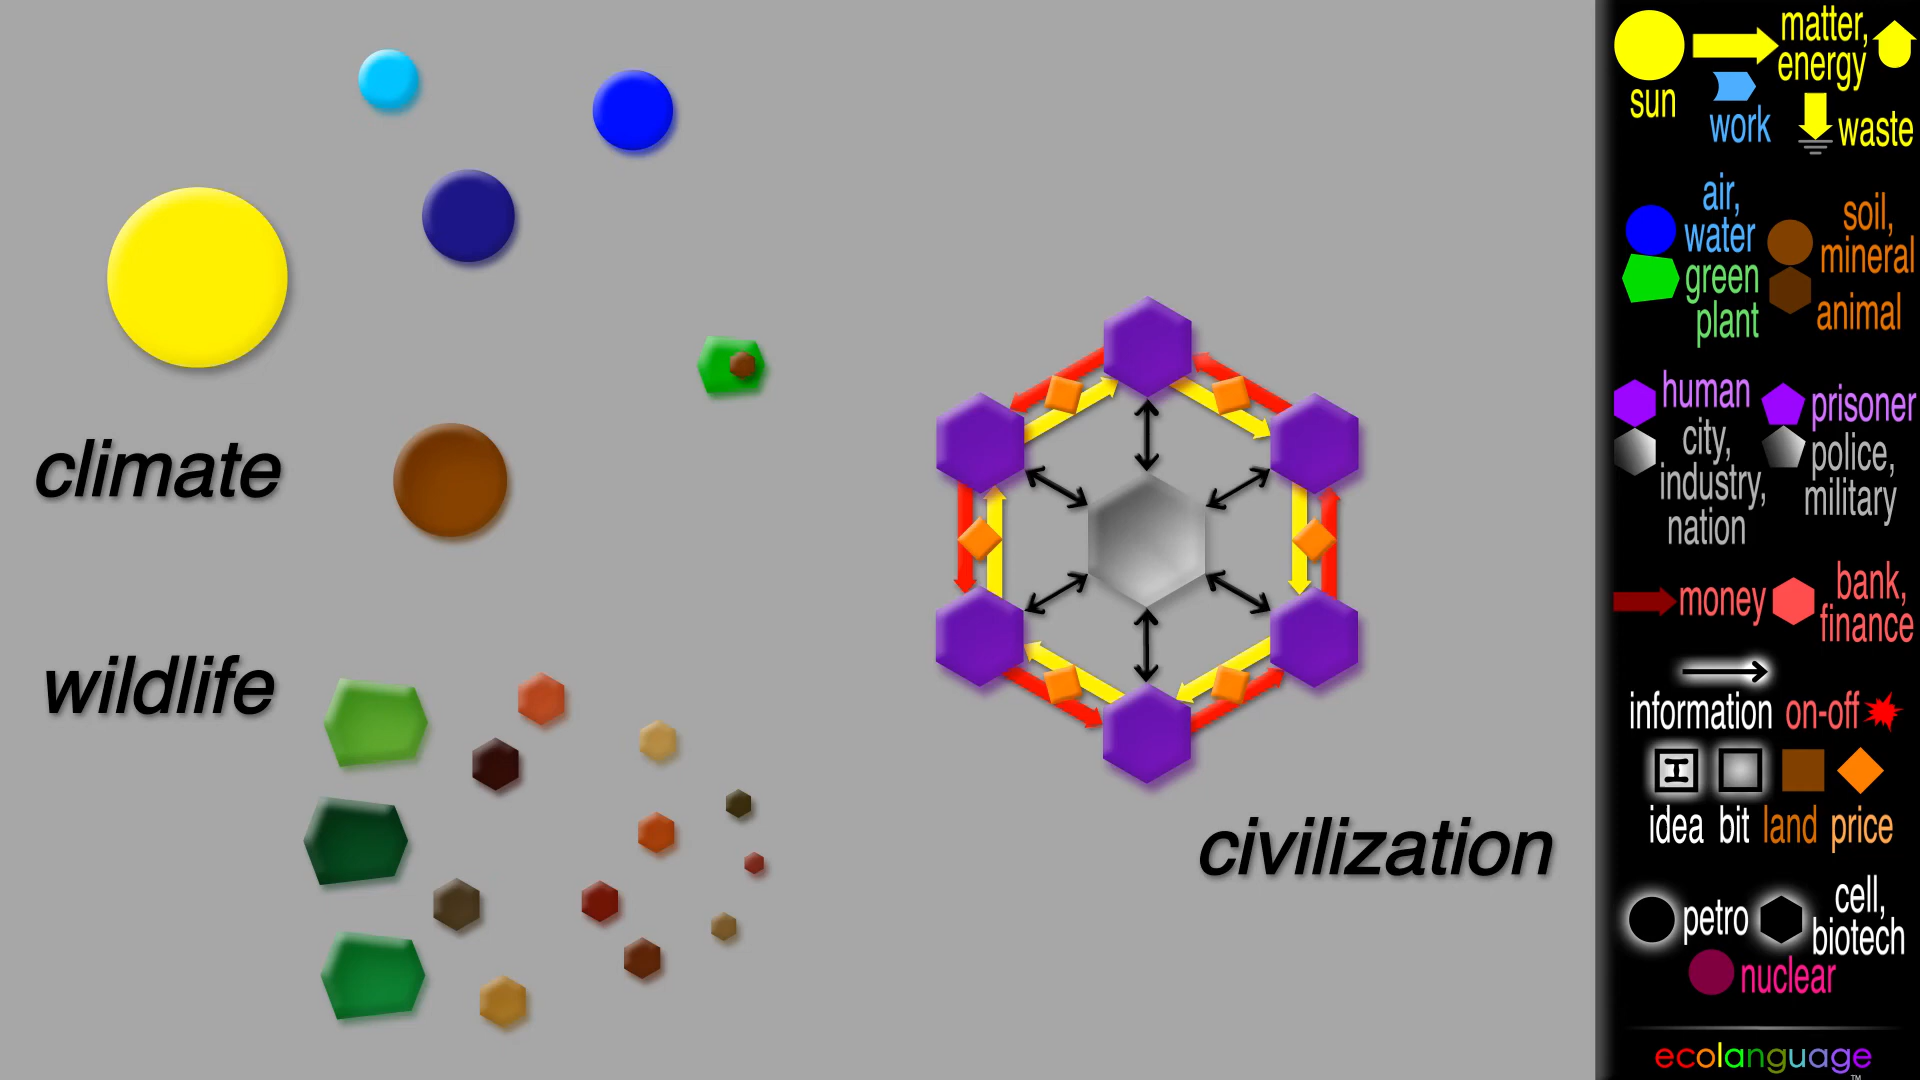 climate
wildlife
civilization
sun
matter,
energy
work
waste
air,
water
soil,
mineral
green
plant
animal
human
prisoner
city,
industry,
nation
police,
military
money
bank,
finance
information
on-off
idea
bit
land
price
petro
cell,
biotech
nuclear
ecolanguage
TM